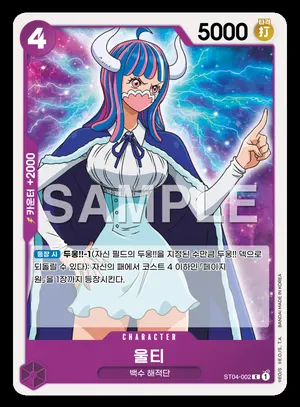 4
5000
타격
打
카운터 +2000
SAMPLE
등장 시 두웅!!-1(자신 필드의 두웅!!을 지정된 수만큼 두웅!! 덱으로
되돌릴 수 있다): 자신의 패에서 코스트 4 이하인 『페이지
원』을 1장까지 등장시킨다.
CHARACTER
울티
백수 해적단
ST04-002 C 1